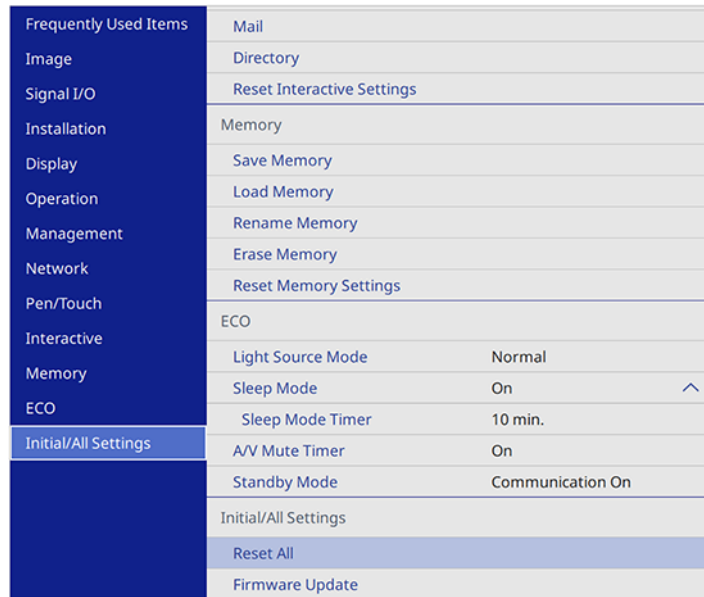 Frequently Used Items
Image
Signal I/O
Installation
Display
Operation
Management
Network
Pen/Touch
Interactive
Memory
ECO
Initial/All Settings
Mail
Directory
Reset Interactive Settings
Memory
Save Memory
Load Memory
Rename Memory
Erase Memory
Reset Memory Settings
ECO
Light Source Mode Normal
Sleep Mode On
Sleep Mode Timer 10 min.
A/V Mute Timer On
Standby Mode Communication On
Initial/All Settings
Reset All
Firmware Update